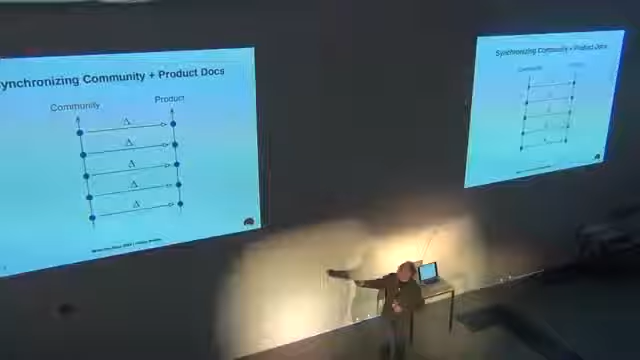 ynchronizing Community + Product Docs
Community
Product
Δ
Δ
Δ
Δ
Δ
Synchronizing Community + Product Docs